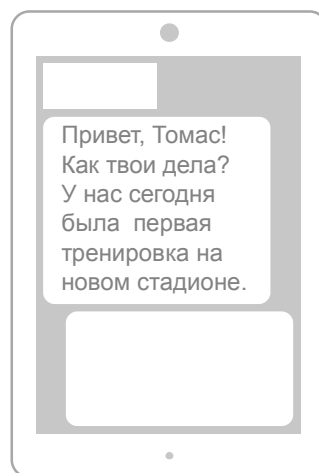 Привет, Томас!
Как твои дела?
У нас сегодня
была  первая
тренировка на
новом стадионе.